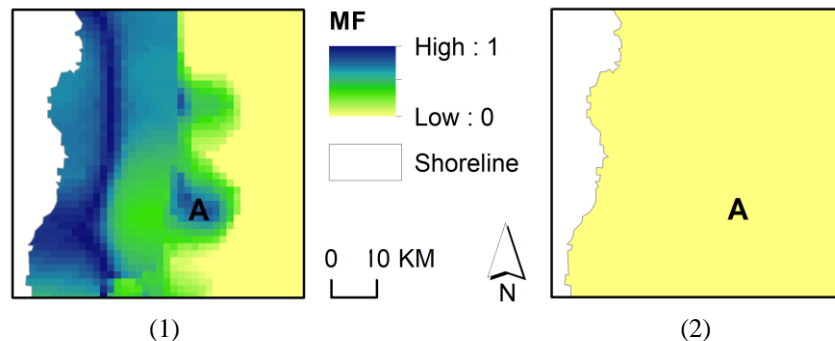 MF
High : 1
Low : 0
Shoreline
A
0 10 KM
N
A
(1)
(2)